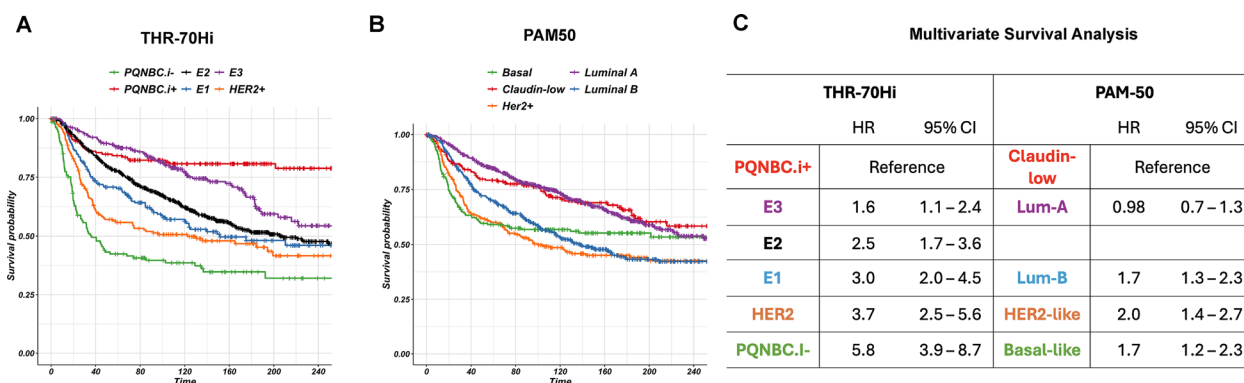 A
THR-70Hi
PQNBC.i- E2 E3
PQNBC.i+ E1 HER2+
Survival probability
1.00
0.75
0.50
0.25
0.00
0 40 80 120 160 200 240
Time
B
PAM50
Basal Luminal A
Claudin-low Luminal B
Her2+
Survival probability
1.00
0.75
0.50
0.25
0.00
0 40 80 120 160 200 240
Time
C
Multivariate Survival Analysis
THR-70Hi PAM-50
HR 95% CI HR 95% CI
PQNBC.i+ Reference Claudin-low Reference
E3 1.6 1.1 – 2.4 Lum-A 0.98 0.7 – 1.3
E2 2.5 1.7 – 3.6
E1 3.0 2.0 – 4.5 Lum-B 1.7 1.3 – 2.3
HER2 3.7 2.5 – 5.6 HER2-like 2.0 1.4 – 2.7
PQNBC.I- 5.8 3.9 – 8.7 Basal-like 1.7 1.2 – 2.3